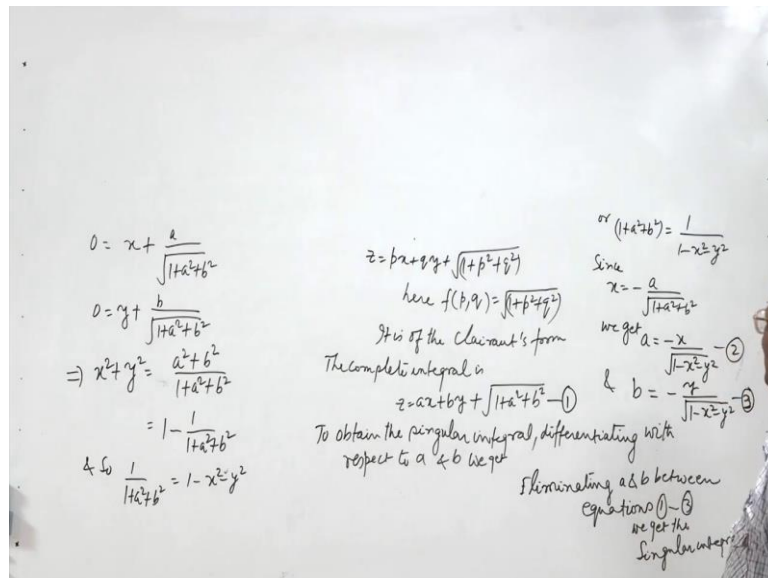 z = px + qy + √(1+p²+q²)
here f(p,q) = √(1+p²+q²)
It is of the Clairaut's form
The complete integral is
z = ax + by + √(1+a²+b²) — ①
To obtain the singular integral, differentiating with
respect to a & b we get
0 = x + a/√(1+a²+b²)
0 = y + b/√(1+a²+b²)
⇒ x² + y² = (a²+b²)/(1+a²+b²)
= 1 - 1/(1+a²+b²)
& so 1/(1+a²+b²) = 1 - x² - y²
or (1+a²+b²) = 1/(1-x²-y²)
Since
x = - a/√(1+a²+b²)
we get a = -x/√(1-x²-y²) — ②
& b = - y/√(1-x²-y²) — ③
Eliminating a & b between
equations ① - ③
we get the
Singular